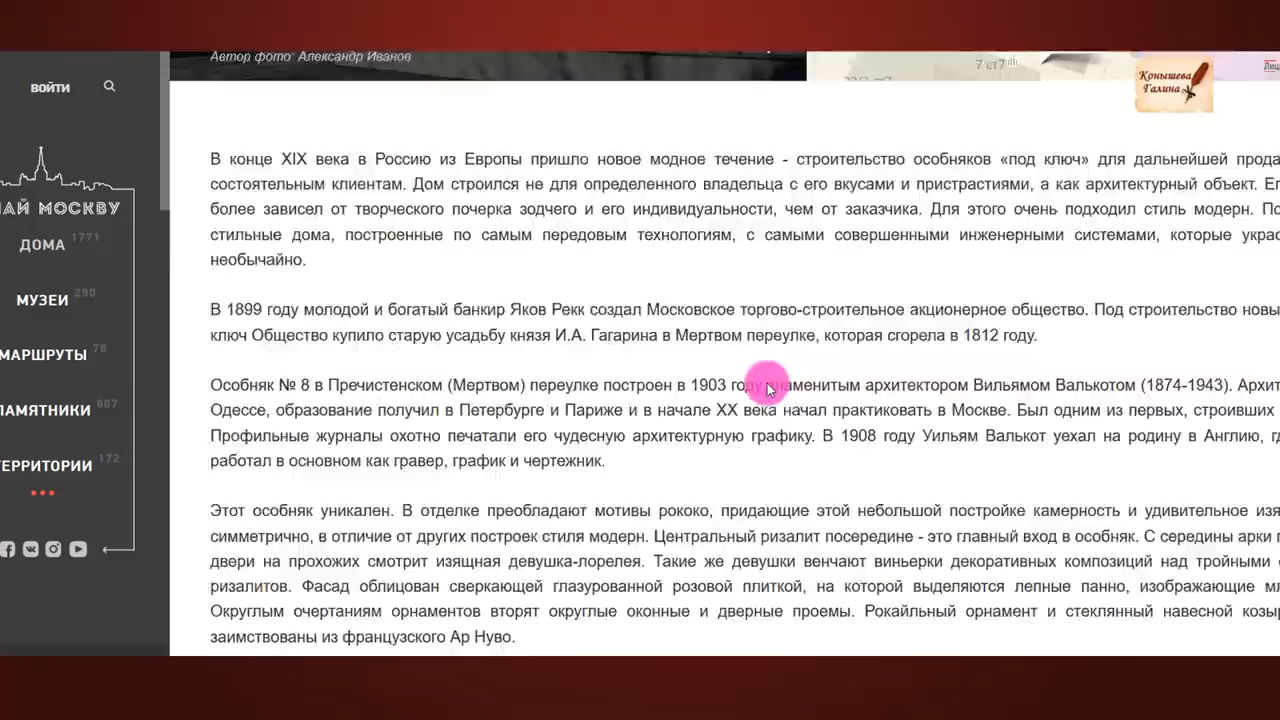 Автор фото: Александр Иванов
7 ст7
Конышева
Галина
ВОЙТИ
АЙ МОСКВУ
ДОМА 1771
МУЗЕИ 290
МАРШРУТЫ 76
ПАМЯТНИКИ 607
ТЕРРИТОРИИ 172
В конце XIX века в Россию из Европы пришло новое модное течение - строительство особняков «под ключ» для дальнейшей прода
состоятельным клиентам. Дом строился не для определенного владельца с его вкусами и пристрастиями, а как архитектурный объект. Ег
более зависел от творческого почерка зодчего и его индивидуальности, чем от заказчика. Для этого очень подходил стиль модерн. По
стильные дома, построенные по самым передовым технологиям, с самыми совершенными инженерными системами, которые украс
необычайно.
В 1899 году молодой и богатый банкир Яков Рекк создал Московское торгово-строительное акционерное общество. Под строительство новы
ключ Общество купило старую усадьбу князя И.А. Гагарина в Мертвом переулке, которая сгорела в 1812 году.
Особняк № 8 в Пречистенском (Мертвом) переулке построен в 1903 году знаменитым архитектором Вильямом Валькотом (1874-1943). Архит
Одессе, образование получил в Петербурге и Париже и в начале XX века начал практиковать в Москве. Был одним из первых, строивших
Профильные журналы охотно печатали его чудесную архитектурную графику. В 1908 году Уильям Валькот уехал на родину в Англию, гд
работал в основном как гравер, график и чертежник.
Этот особняк уникален. В отделке преобладают мотивы рококо, придающие этой небольшой постройке камерность и удивительное изя
симметрично, в отличие от других построек стиля модерн. Центральный ризалит посередине - это главный вход в особняк. С середины арки
двери на прохожих смотрит изящная девушка-лорелея. Такие же девушки венчают виньерки декоративных композиций над тройными
ризалитов. Фасад облицован сверкающей глазурованной розовой плиткой, на которой выделяются лепные панно, изображающие мл
Округлым очертаниям орнаментов вторят округлые оконные и дверные проемы. Рокайльный орнамент и стеклянный навесной козыр
заимствованы из французского Ар Нуво.